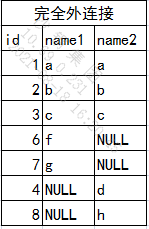 完全外连接
id name1 name2
1 a a
2 b b
3 c c
6 f NULL
7 g NULL
4 NULL d
8 NULL h